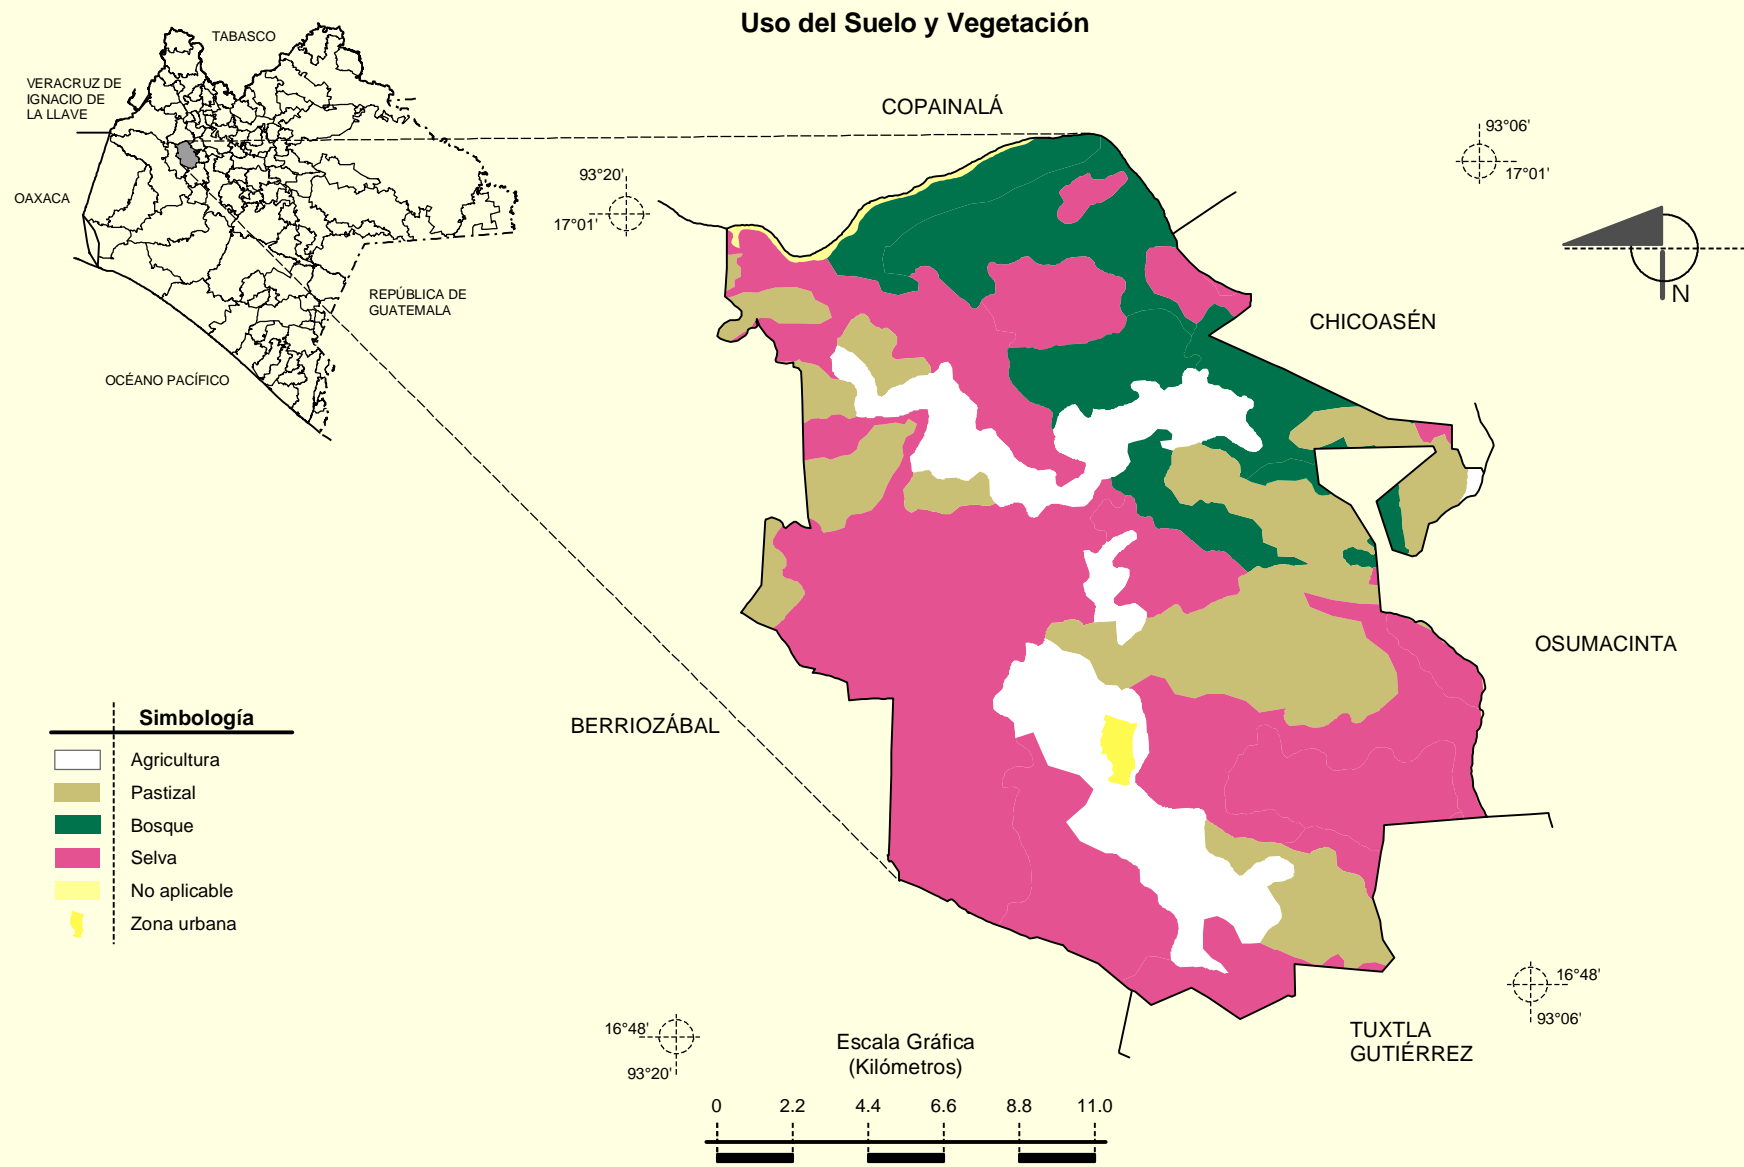 Uso del Suelo y Vegetación
TABASCO
VERACRUZ DE
IGNACIO DE
LA LLAVE
OAXACA
REPÚBLICA DE
GUATEMALA
OCÉANO PACÍFICO
COPAINALÁ
93°20'
17°01'
93°06'
17°01'
N
CHICOASÉN
OSUMACINTA
BERRIOZÁBAL
TUXTLA
GUTIÉRREZ
16°48'
93°06'
16°48'
93°20'
Simbología
Agricultura
Pastizal
Bosque
Selva
No aplicable
Zona urbana
Escala Gráfica
(Kilómetros)
0 2.2 4.4 6.6 8.8 11.0